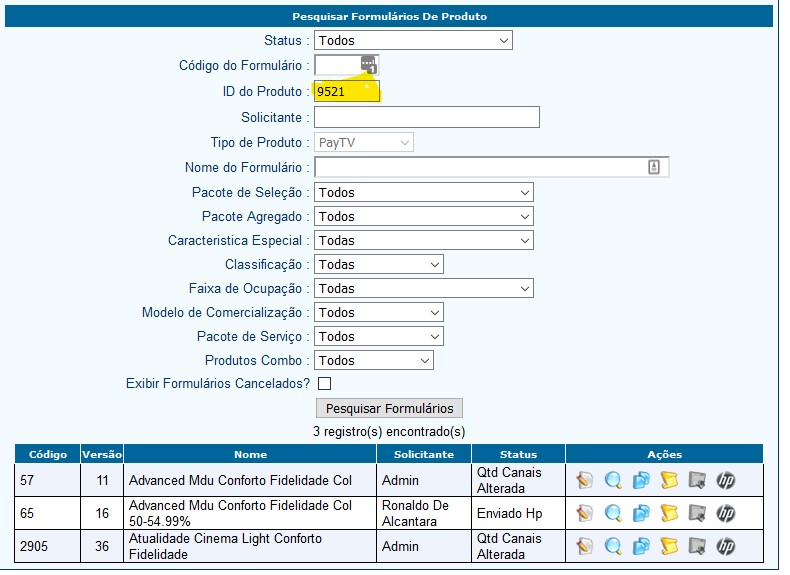 Pesquisar Formulários De Produto
Status : Todos
Código do Formulário : 1
ID do Produto : 9521
Solicitante :
Tipo de Produto : PayTV
Nome do Formulário :
Pacote de Seleção : Todos
Pacote Agregado : Todos
Caracteristica Especial : Todas
Classificação : Todas
Faixa de Ocupação : Todas
Modelo de Comercialização : Todos
Pacote de Serviço : Todos
Produtos Combo : Todos
Exibir Formulários Cancelados?
Pesquisar Formulários
3 registro(s) encontrado(s)
Código Versão Nome Solicitante Status Ações
57 11 Advanced Mdu Conforto Fidelidade Col Admin Qtd Canais Alterada hp
65 16 Advanced Mdu Conforto Fidelidade Col 50-54.99% Ronaldo De Alcantara Enviado Hp hp
2905 36 Atualidade Cinema Light Conforto Fidelidade Admin Qtd Canais Alterada hp